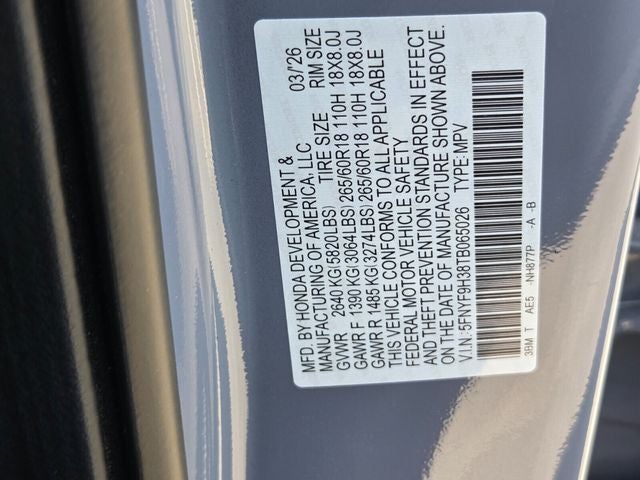 MFD. BY HONDA DEVELOPMENT & 03/'26
MANUFACTURING OF AMERICA, LLC
GVWR 2640 KG(5820LBS) TIRE SIZE RIM SIZE
GAWR F 1390 KG(3064LBS)265/60R18 110H 18X8.0J
GAWR R 1485 KG(3274LBS)265/60R18 110H 18X8.0J
THIS VEHICLE CONFORMS TO ALL APPLICABLE
FEDERAL MOTOR VEHICLE SAFETY
AND THEFT PREVENTION STANDARDS IN EFFECT
ON THE DATE OF MANUFACTURE SHOWN ABOVE.
V.I.N: 5FNYF9H38TB065026 TYPE: MPV
3BM T AE5 -NH877P -A -B